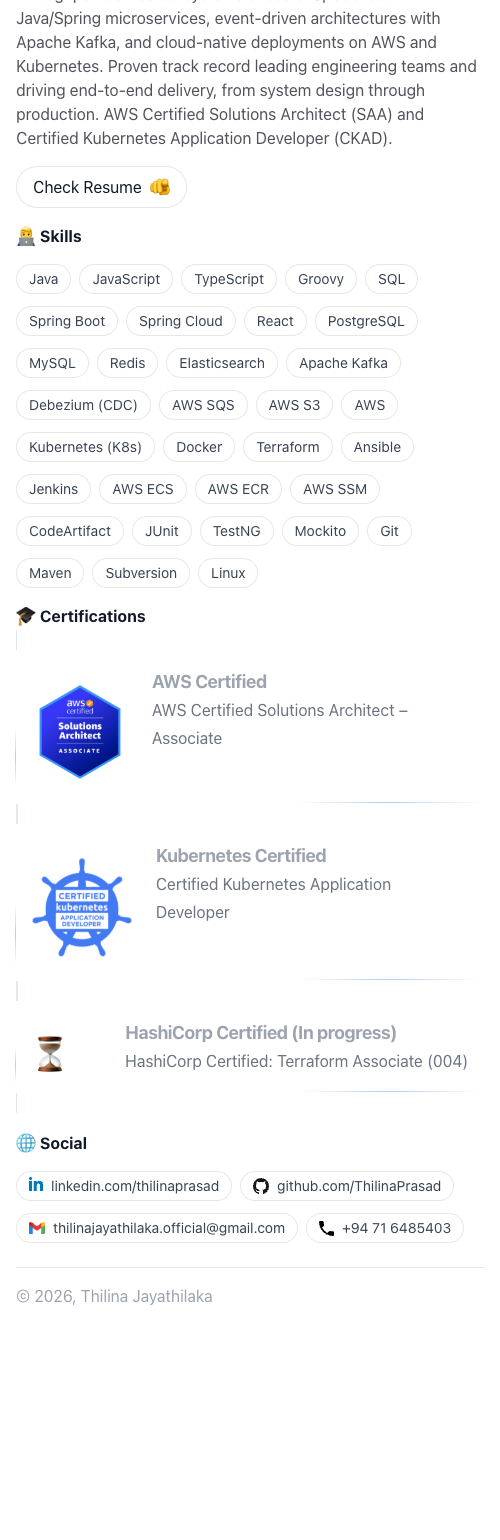 Java/Spring microservices, event-driven architectures with
Apache Kafka, and cloud-native deployments on AWS and
Kubernetes. Proven track record leading engineering teams and
driving end-to-end delivery, from system design through
production. AWS Certified Solutions Architect (SAA) and
Certified Kubernetes Application Developer (CKAD).
Check Resume
Skills
Java JavaScript TypeScript Groovy SQL
Spring Boot Spring Cloud React PostgreSQL
MySQL Redis Elasticsearch Apache Kafka
Debezium (CDC) AWS SQS AWS S3 AWS
Kubernetes (K8s) Docker Terraform Ansible
Jenkins AWS ECS AWS ECR AWS SSM
CodeArtifact JUnit TestNG Mockito Git
Maven Subversion Linux
Certifications
aws
certified
Solutions
Architect
ASSOCIATE
AWS Certified
AWS Certified Solutions Architect –
Associate
CERTIFIED
kubernetes
APPLICATION
DEVELOPER
Kubernetes Certified
Certified Kubernetes Application
Developer
HashiCorp Certified (In progress)
HashiCorp Certified: Terraform Associate (004)
Social
in linkedin.com/thilinaprasad github.com/ThilinaPrasad
thilinajayathilaka.official@gmail.com +94 71 6485403
© 2026, Thilina Jayathilaka